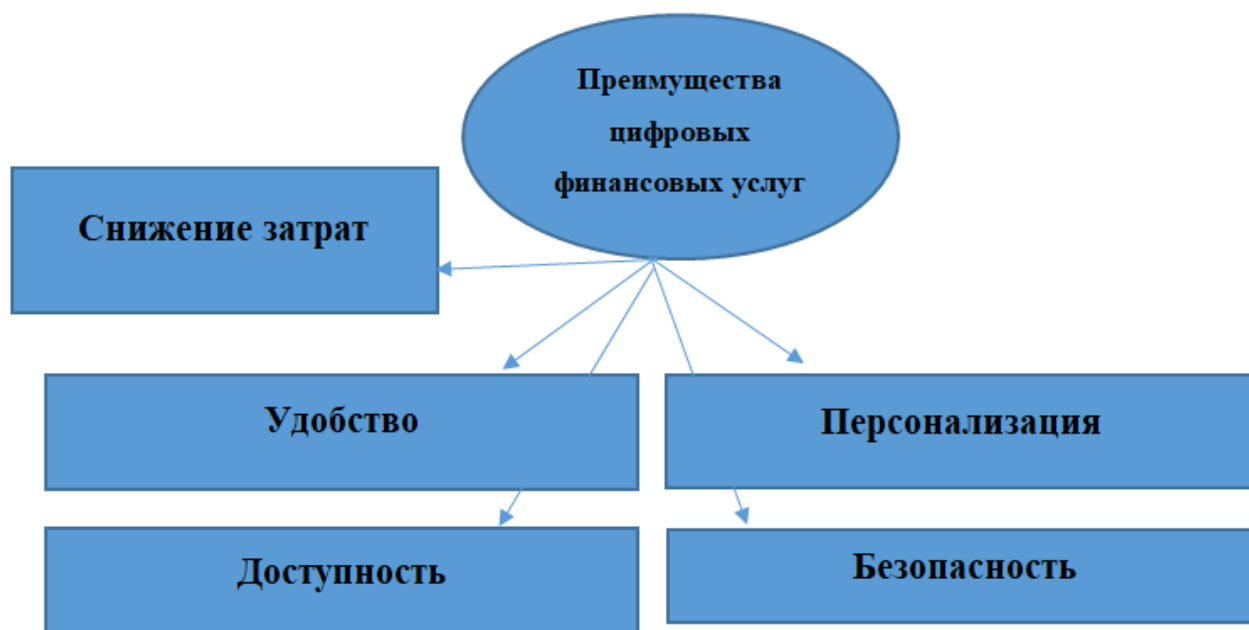 Преимущества
цифровых
финансовых услуг
Снижение затрат
Удобство
Персонализация
Доступность
Безопасность